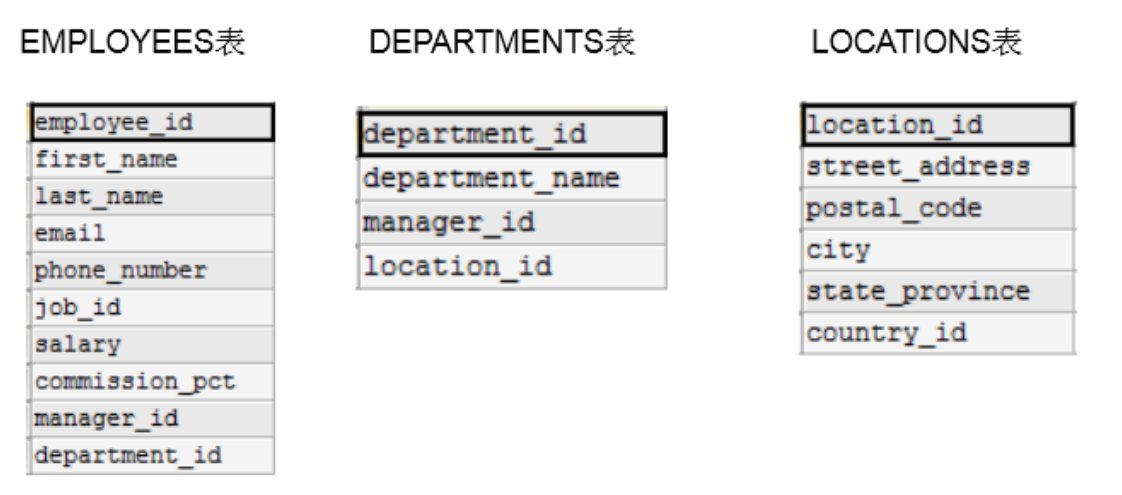 EMPLOYEES表
employee_id
first_name
last_name
email
phone_number
job_id
salary
commission_pct
manager_id
department_id
DEPARTMENTS表
department_id
department_name
manager_id
location_id
LOCATIONS表
location_id
street_address
postal_code
city
state_province
country_id